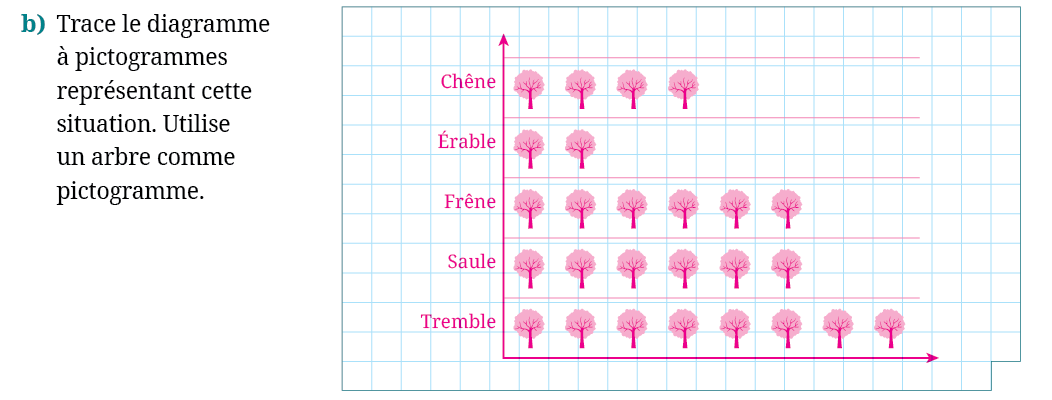 b) Trace le diagramme
à pictogrammes
représentant cette
situation. Utilise
un arbre comme
pictogramme.
Chêne
Érable
Frêne
Saule
Tremble